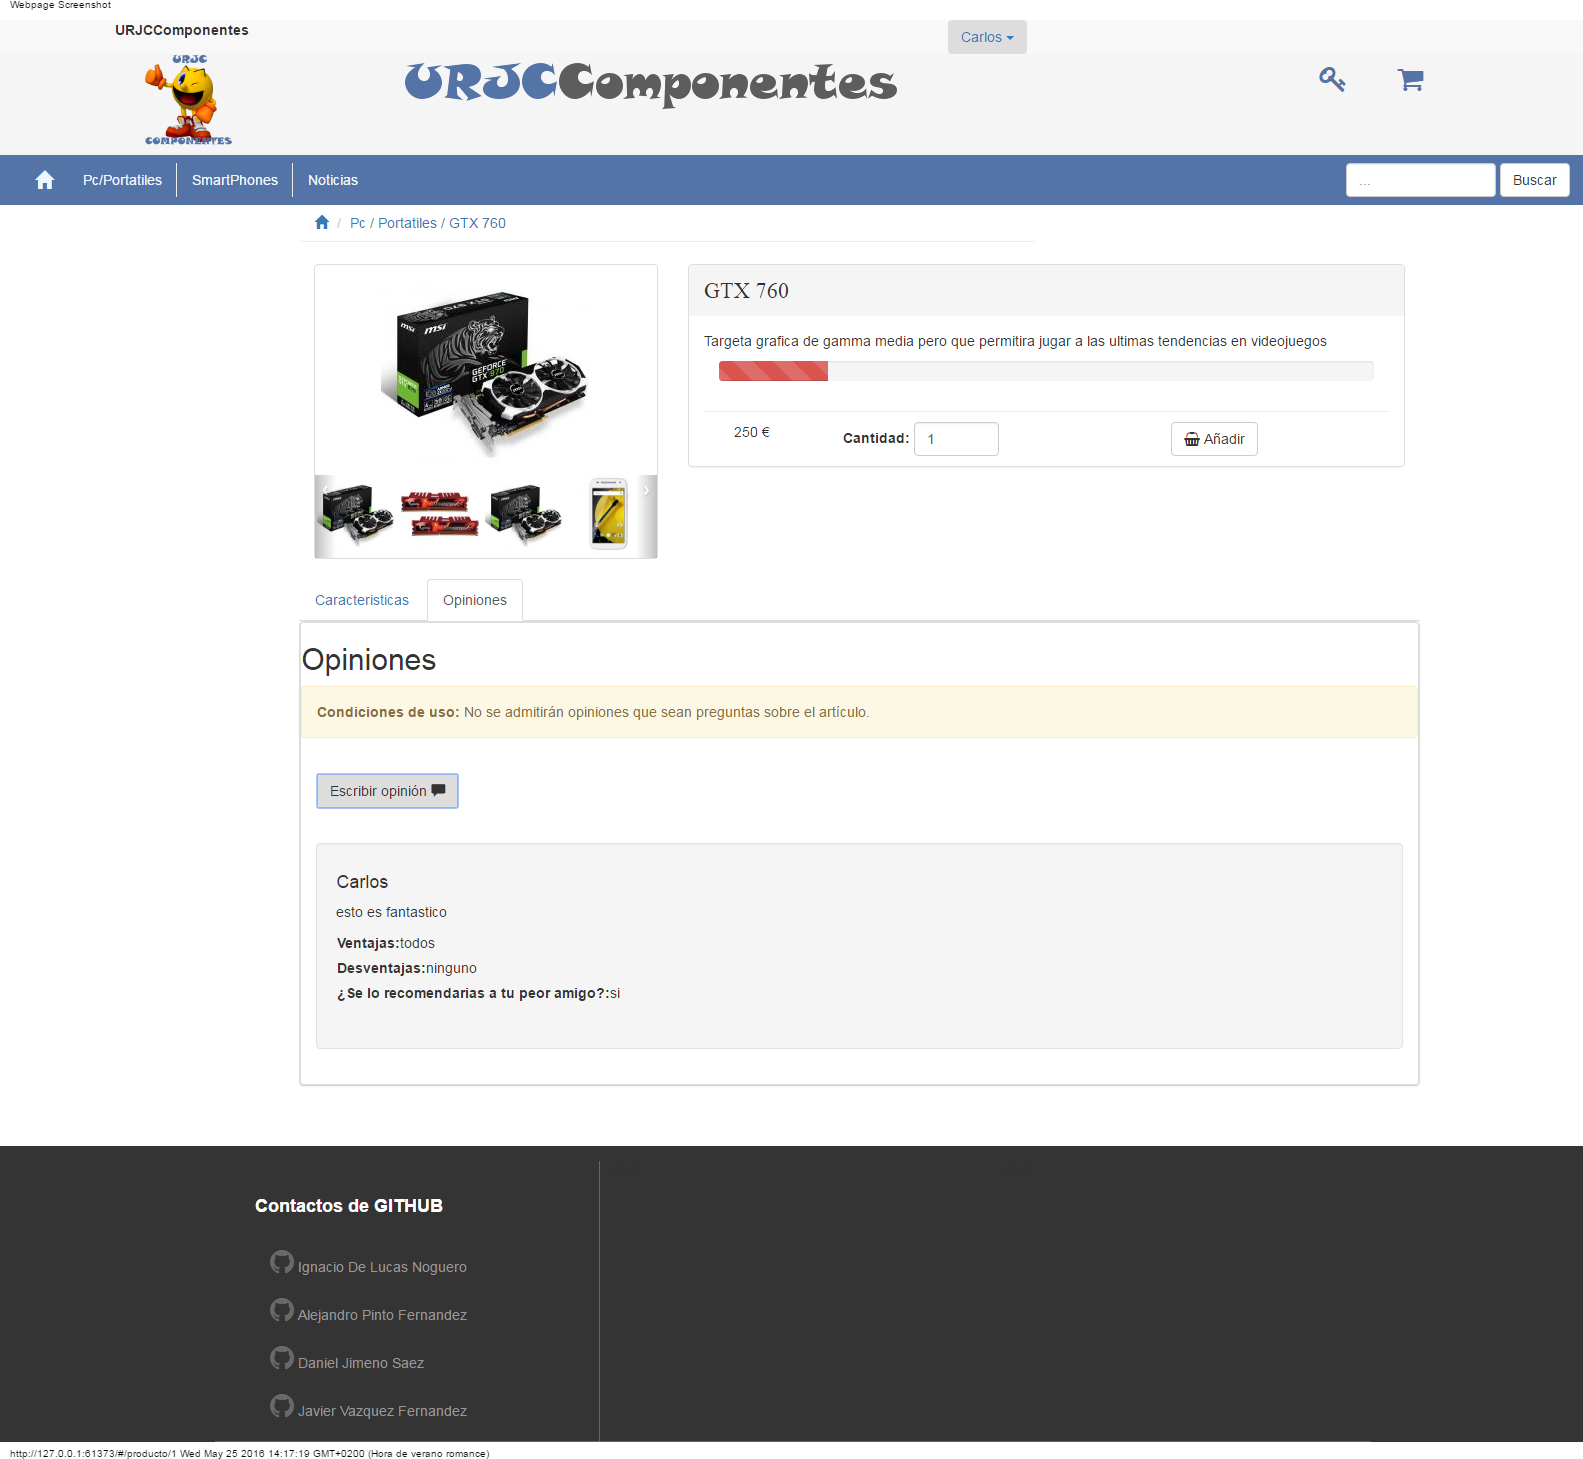 Webpage Screenshot
URJCComponentes
Carlos
URJC
COMPONENTES
URJCComponentes
Pc/Portatiles
SmartPhones
Noticias
...
Buscar
/ Pc / Portatiles / GTX 760
msi
msi
GEFORCE
GTX 970
GTX 760
Targeta grafica de gamma media pero que permitira jugar a las ultimas tendencias en videojuegos
250 €
Cantidad:
1
Añadir
Caracteristicas
Opiniones
Opiniones
Condiciones de uso: No se admitirán opiniones que sean preguntas sobre el artículo.
Escribir opinión
Carlos
esto es fantastico
Ventajas:todos
Desventajas:ninguno
¿Se lo recomendarias a tu peor amigo?:si
Contactos de GITHUB
Ignacio De Lucas Noguero
Alejandro Pinto Fernandez
Daniel Jimeno Saez
Javier Vazquez Fernandez
http://127.0.0.1:61373/#/producto/1 Wed May 25 2016 14:17:19 GMT+0200 (Hora de verano romance)